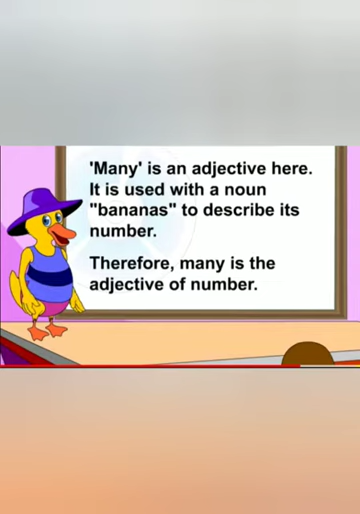 'Many' is an adjective here.
It is used with a noun
"bananas" to describe its
number.
Therefore, many is the
adjective of number.